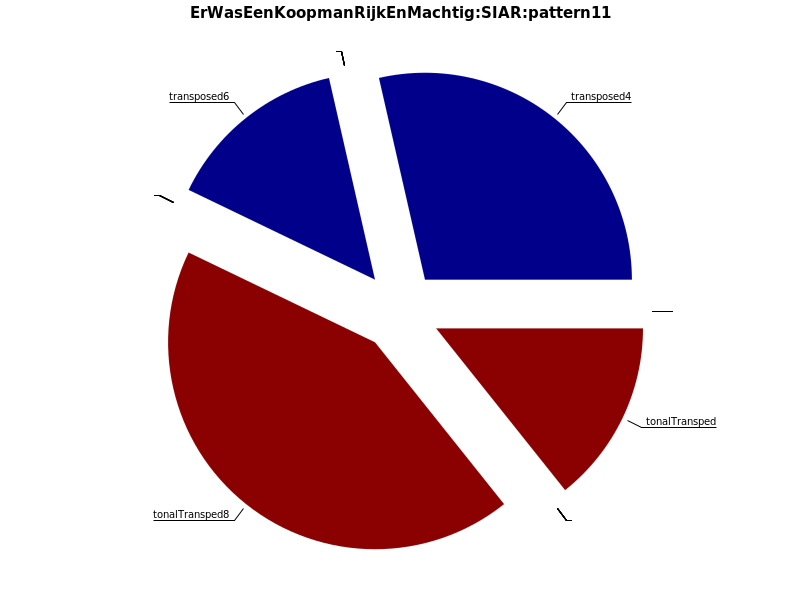 ErWasEenKoopmanRijkEnMachtig:SIAR:pattern11
transposed6
transposed4
tonalTransped
tonalTransped8